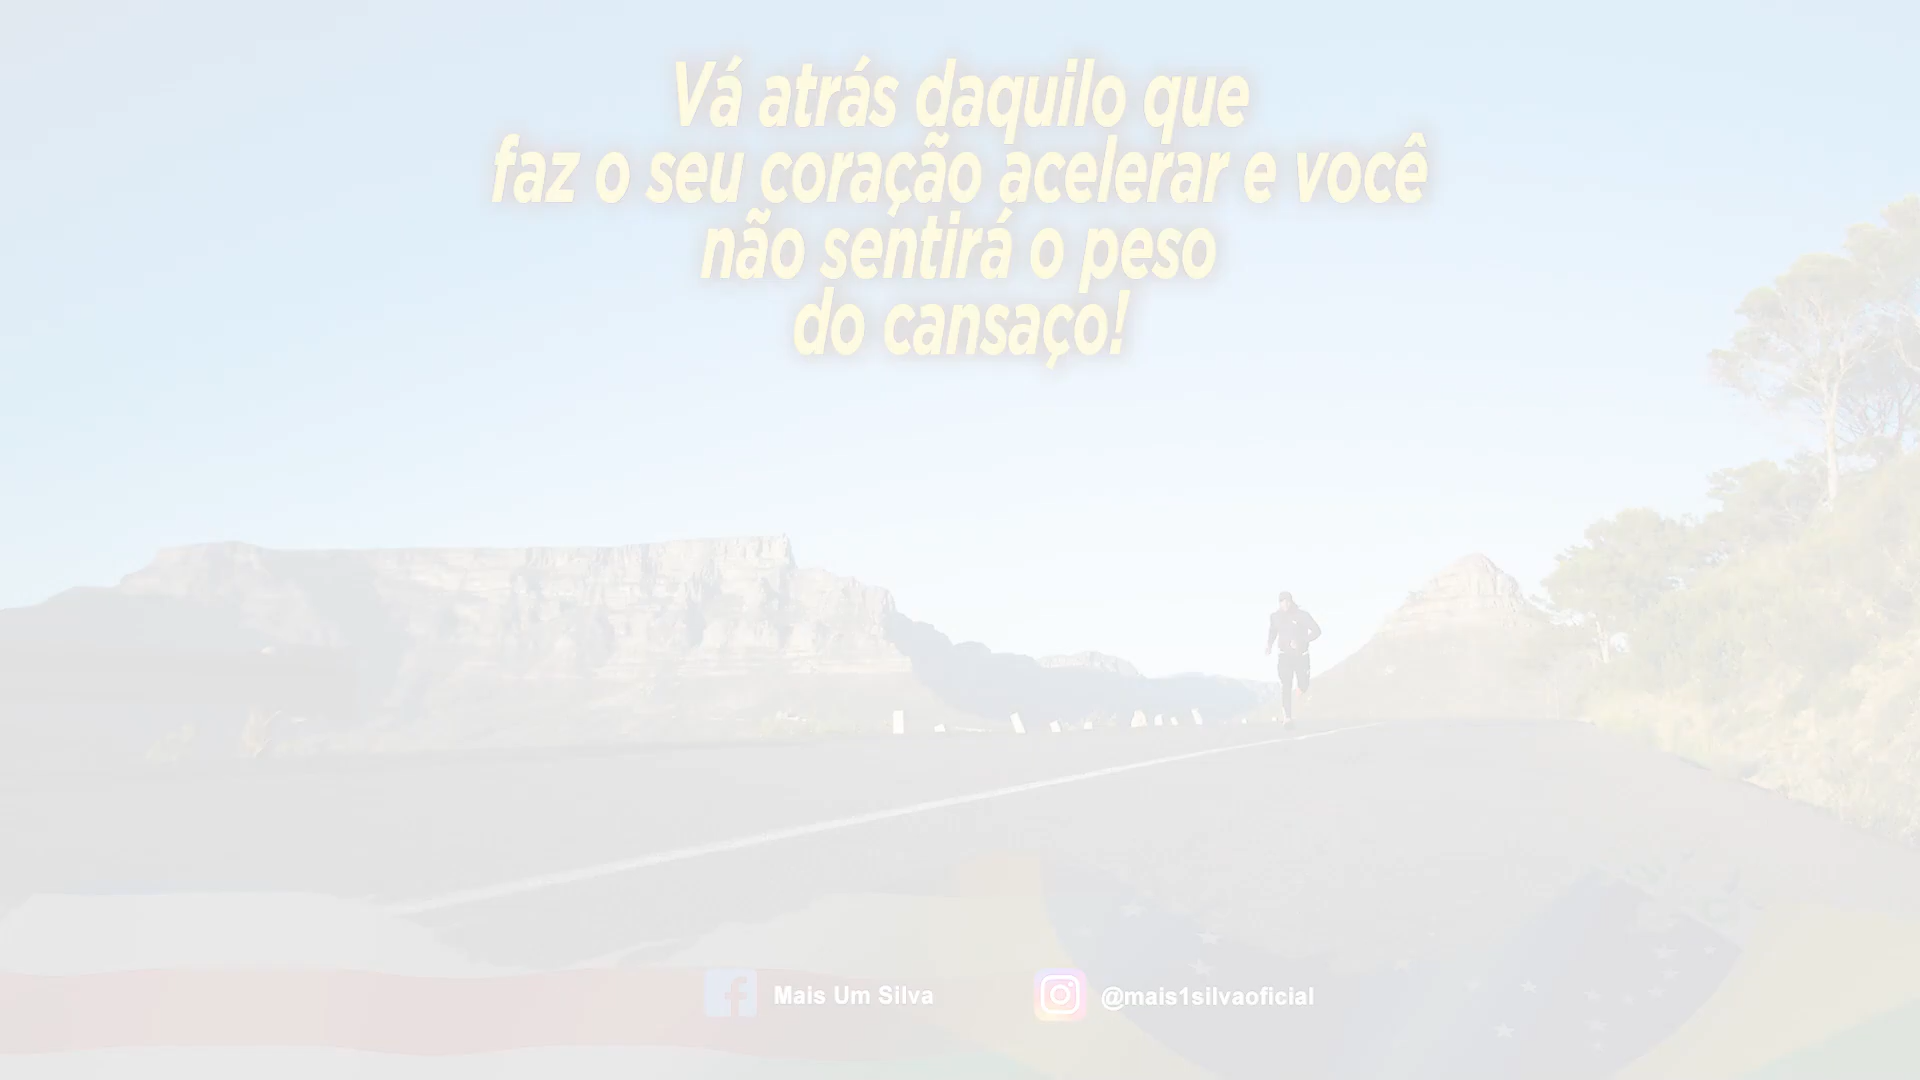 Vá atrás daquilo que
faz o seu coração acelerar e você
não sentirá o peso
do cansaço!
Mais Um Silva
@mais1silvaoficial